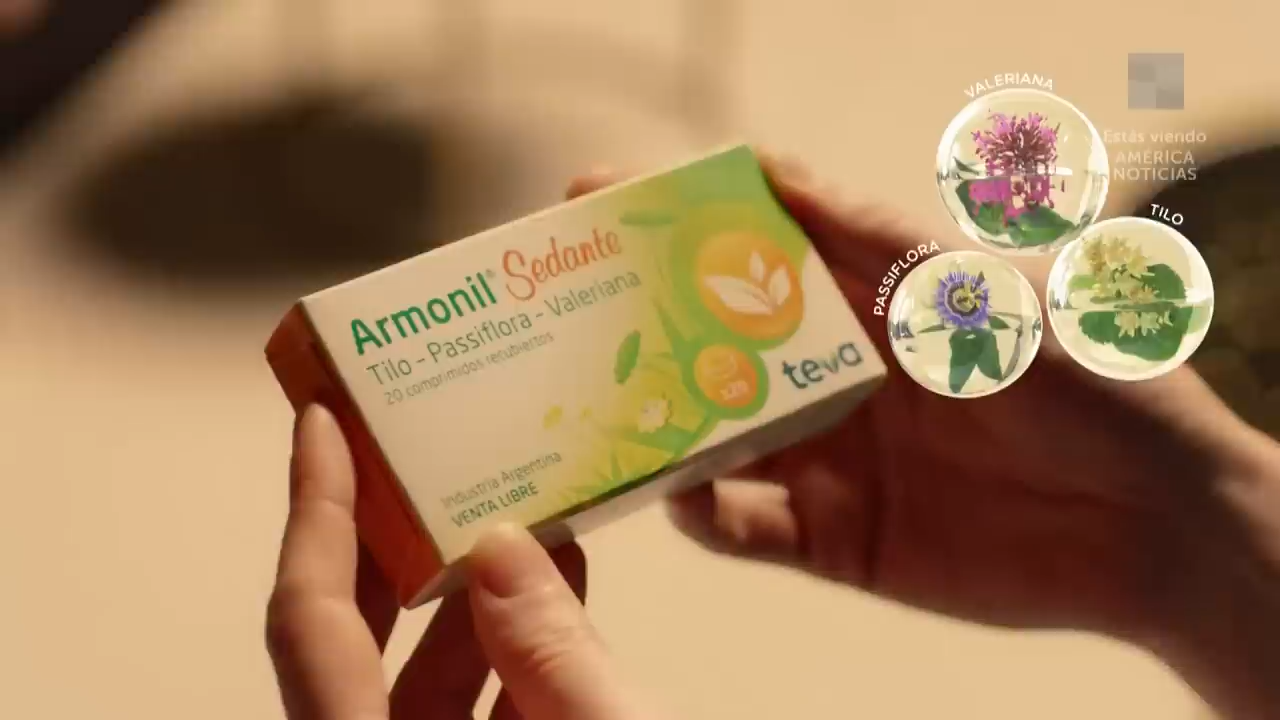 Armonil® Sedante
Tilo - Passiflora - Valeriana
20 comprimidos recubiertos
x20
teva
Industria Argentina
VENTA LIBRE
VALERIANA
PASSIFLORA
TILO
Estás viendo
AMÉRICA
NOTICIAS